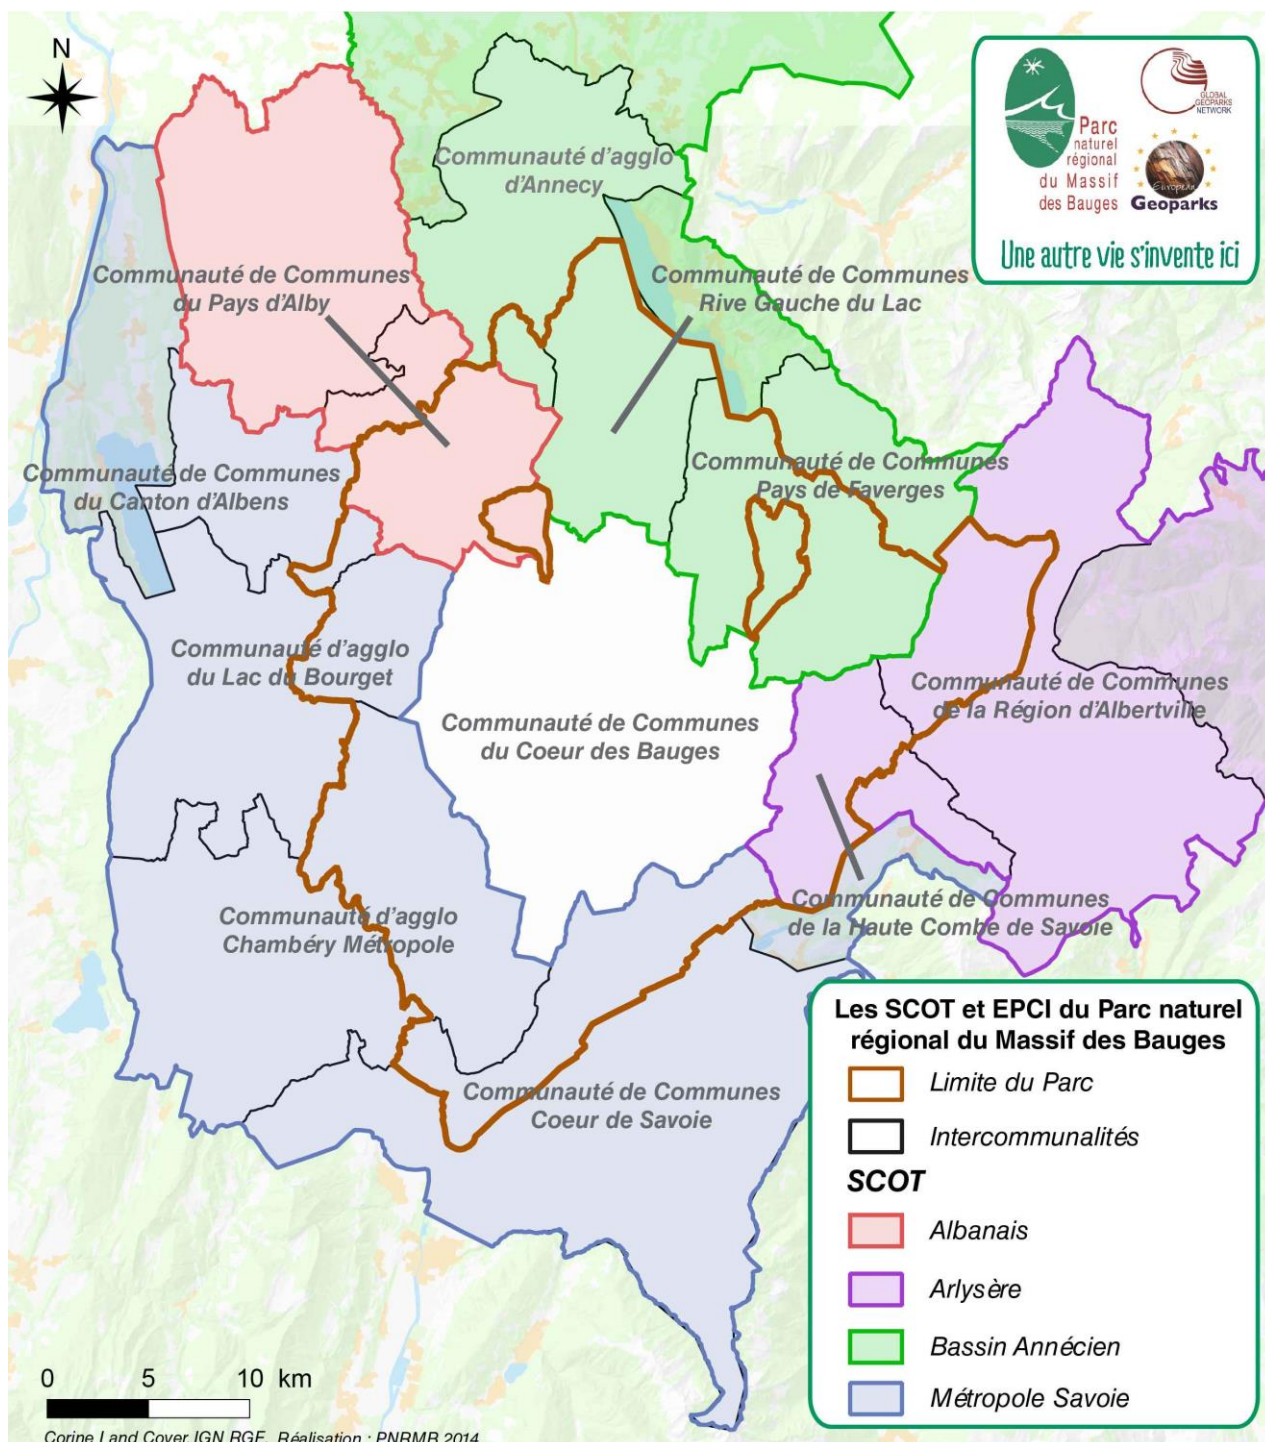 N
Parc
naturel
régional
du Massif
des Bauges
GLOBAL
GEOPARKS
NETWORK
European
Geoparks
Une autre vie s'invente ici
Communauté d'agglo
d'Annecy
Communauté de Communes
du Pays d'Alby
Communauté de Communes
Rive Gauche du Lac
Communauté de Communes
du Canton d'Albens
Communauté de Communes
Pays de Faverges
Communauté d'agglo
du Lac du Bourget
Communauté de Communes
de la Région d'Albertville
Communauté de Communes
du Coeur des Bauges
Communauté d'agglo
Chambéry Métropole
Communauté de Communes
de la Haute Combe de Savoie
Communauté de Communes
Coeur de Savoie
Les SCOT et EPCI du Parc naturel
régional du Massif des Bauges
Limite du Parc
Intercommunalités
SCOT
Albanais
Arlysère
Bassin Annécien
Métropole Savoie
0 5 10 km
Corine Land Cover, IGN RGE, Réalisation : PNRMB 2014